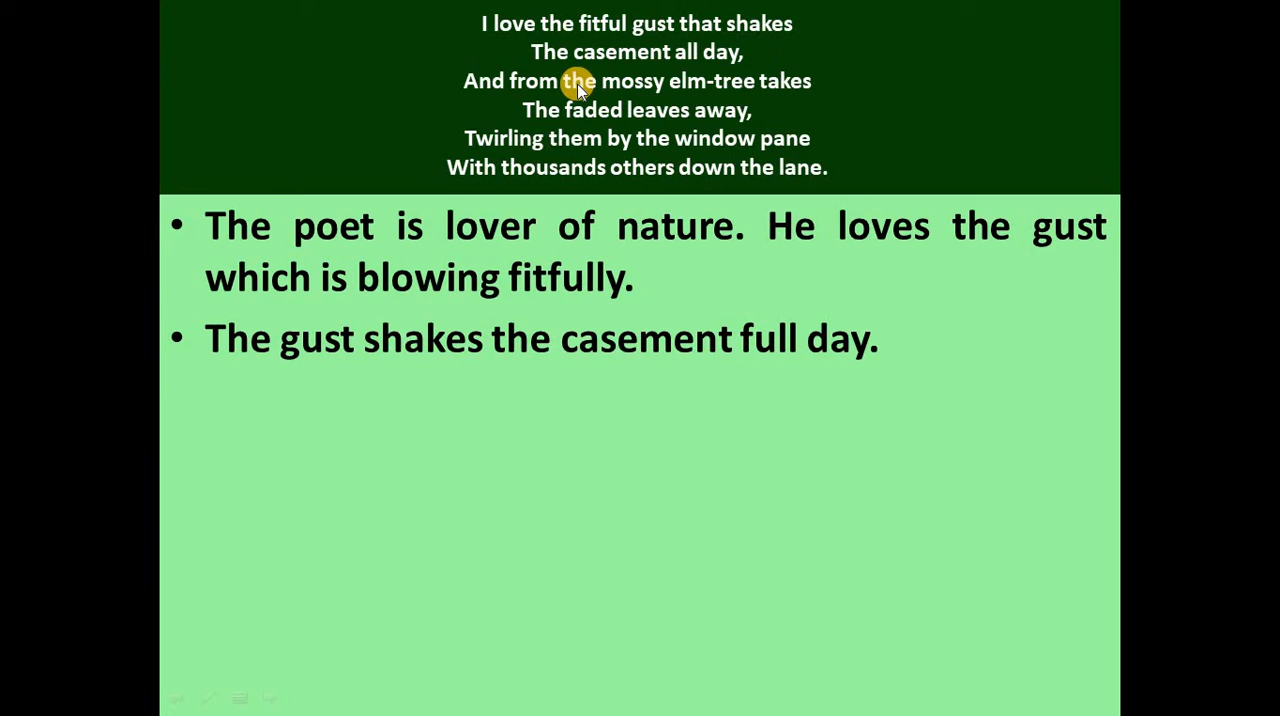 I love the fitful gust that shakes
The casement all day,
And from the mossy elm-tree takes
The faded leaves away,
Twirling them by the window pane
With thousands others down the lane.
• The poet is lover of nature. He loves the gust
which is blowing fitfully.
• The gust shakes the casement full day.